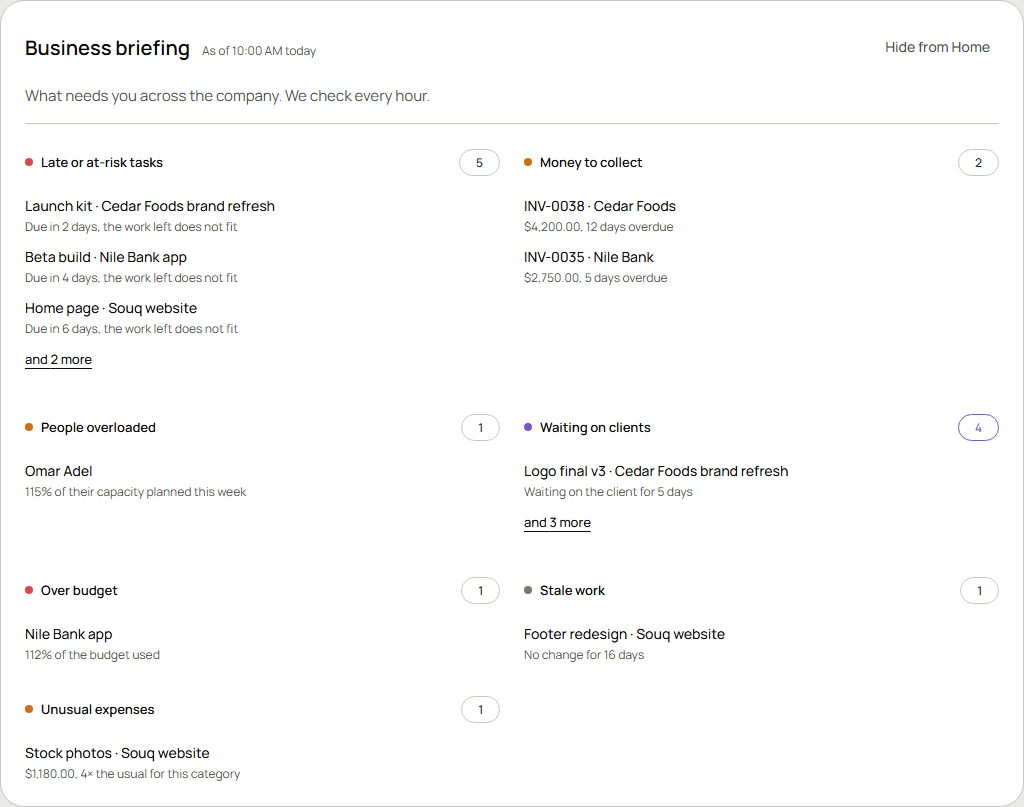 Business briefing As of 10:00 AM today
Hide from Home
What needs you across the company. We check every hour.
Late or at-risk tasks 5
Launch kit · Cedar Foods brand refresh
Due in 2 days, the work left does not fit
Beta build · Nile Bank app
Due in 4 days, the work left does not fit
Home page · Souq website
Due in 6 days, the work left does not fit
and 2 more
Money to collect 2
INV-0038 · Cedar Foods
$4,200.00, 12 days overdue
INV-0035 · Nile Bank
$2,750.00, 5 days overdue
People overloaded 1
Omar Adel
115% of their capacity planned this week
Waiting on clients 4
Logo final v3 · Cedar Foods brand refresh
Waiting on the client for 5 days
and 3 more
Over budget 1
Nile Bank app
112% of the budget used
Stale work 1
Footer redesign · Souq website
No change for 16 days
Unusual expenses 1
Stock photos · Souq website
$1,180.00, 4× the usual for this category